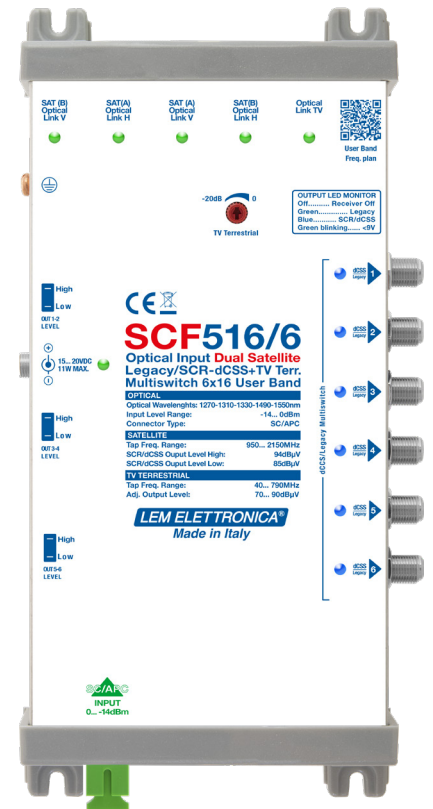 SAT (B)
Optical
Link V
SAT(A)
Optical
Link H
SAT (A)
Optical
Link V
SAT(B)
Optical
Link H
Optical
Link TV
User Band
Freq. plan
-20dB
0
TV Terrestrial
OUTPUT LED MONITOR
Off.......... Receiver Off
Green.............. Legacy
Blue.......... SCR/dCSS
Green blinking...... <9V
High
Low
OUT1-2
LEVEL
15... 20VDC
11W MAX.
High
Low
OUT3-4
LEVEL
High
Low
OUT5-6
LEVEL
CE
SCF516/6
Optical Input Dual Satellite
Legacy/SCR-dCSS+TV Terr.
Multiswitch 6x16 User Band
OPTICAL
Optical Wavelenghts: 1270-1310-1330-1490-1550nm
Input Level Range: -14... 0dBm
Connector Type: SC/APC
SATELLITE
Tap Freq. Range: 950... 2150MHz
SCR/dCSS Ouput Level High: 94dBµV
SCR/dCSS Ouput Level Low: 85dBµV
TV TERRESTRIAL
Tap Freq. Range: 40... 790MHz
Adj. Output Level: 70... 90dBµV
LEM ELETTRONICA®
Made in Italy
dCCS/Legacy Multiswitch
dCSS
Legacy
1
dCSS
Legacy
2
dCSS
Legacy
3
dCSS
Legacy
4
dCSS
Legacy
5
dCSS
Legacy
6
SC/APC
INPUT
0... -14dBm